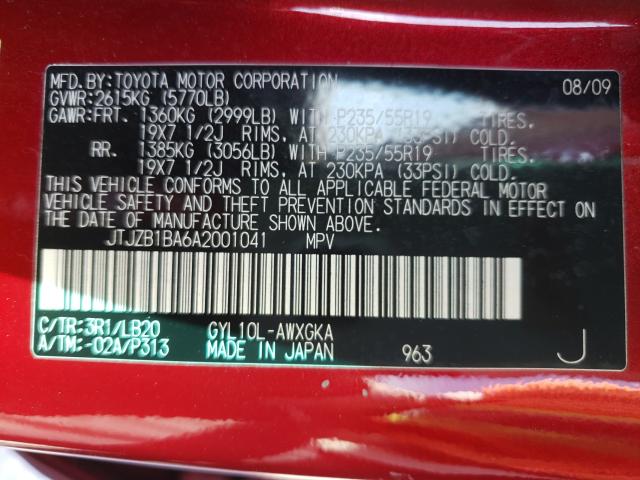 MFD.BY:TOYOTA MOTOR CORPORATION 08/09
GVWR:2615KG (5770LB)
GAWR:FRT. 1360KG (2999LB) WITH P235/55R19 TIRES,
19X7 1/2J RIMS, AT 230KPA (33PSI) COLD.
RR. 1385KG (3056LB) WITH P235/55R19 TIRES,
19X7 1/2J RIMS, AT 230KPA (33PSI) COLD.
THIS VEHICLE CONFORMS TO ALL APPLICABLE FEDERAL MOTOR
VEHICLE SAFETY AND THEFT PREVENTION STANDARDS IN EFFECT ON
THE DATE OF MANUFACTURE SHOWN ABOVE.
JTJZB1BA6A2001041 MPV
C/TR:3R1/LB20 GYL10L-AWXGKA
A/TM:-02A/P313 MADE IN JAPAN 963 J